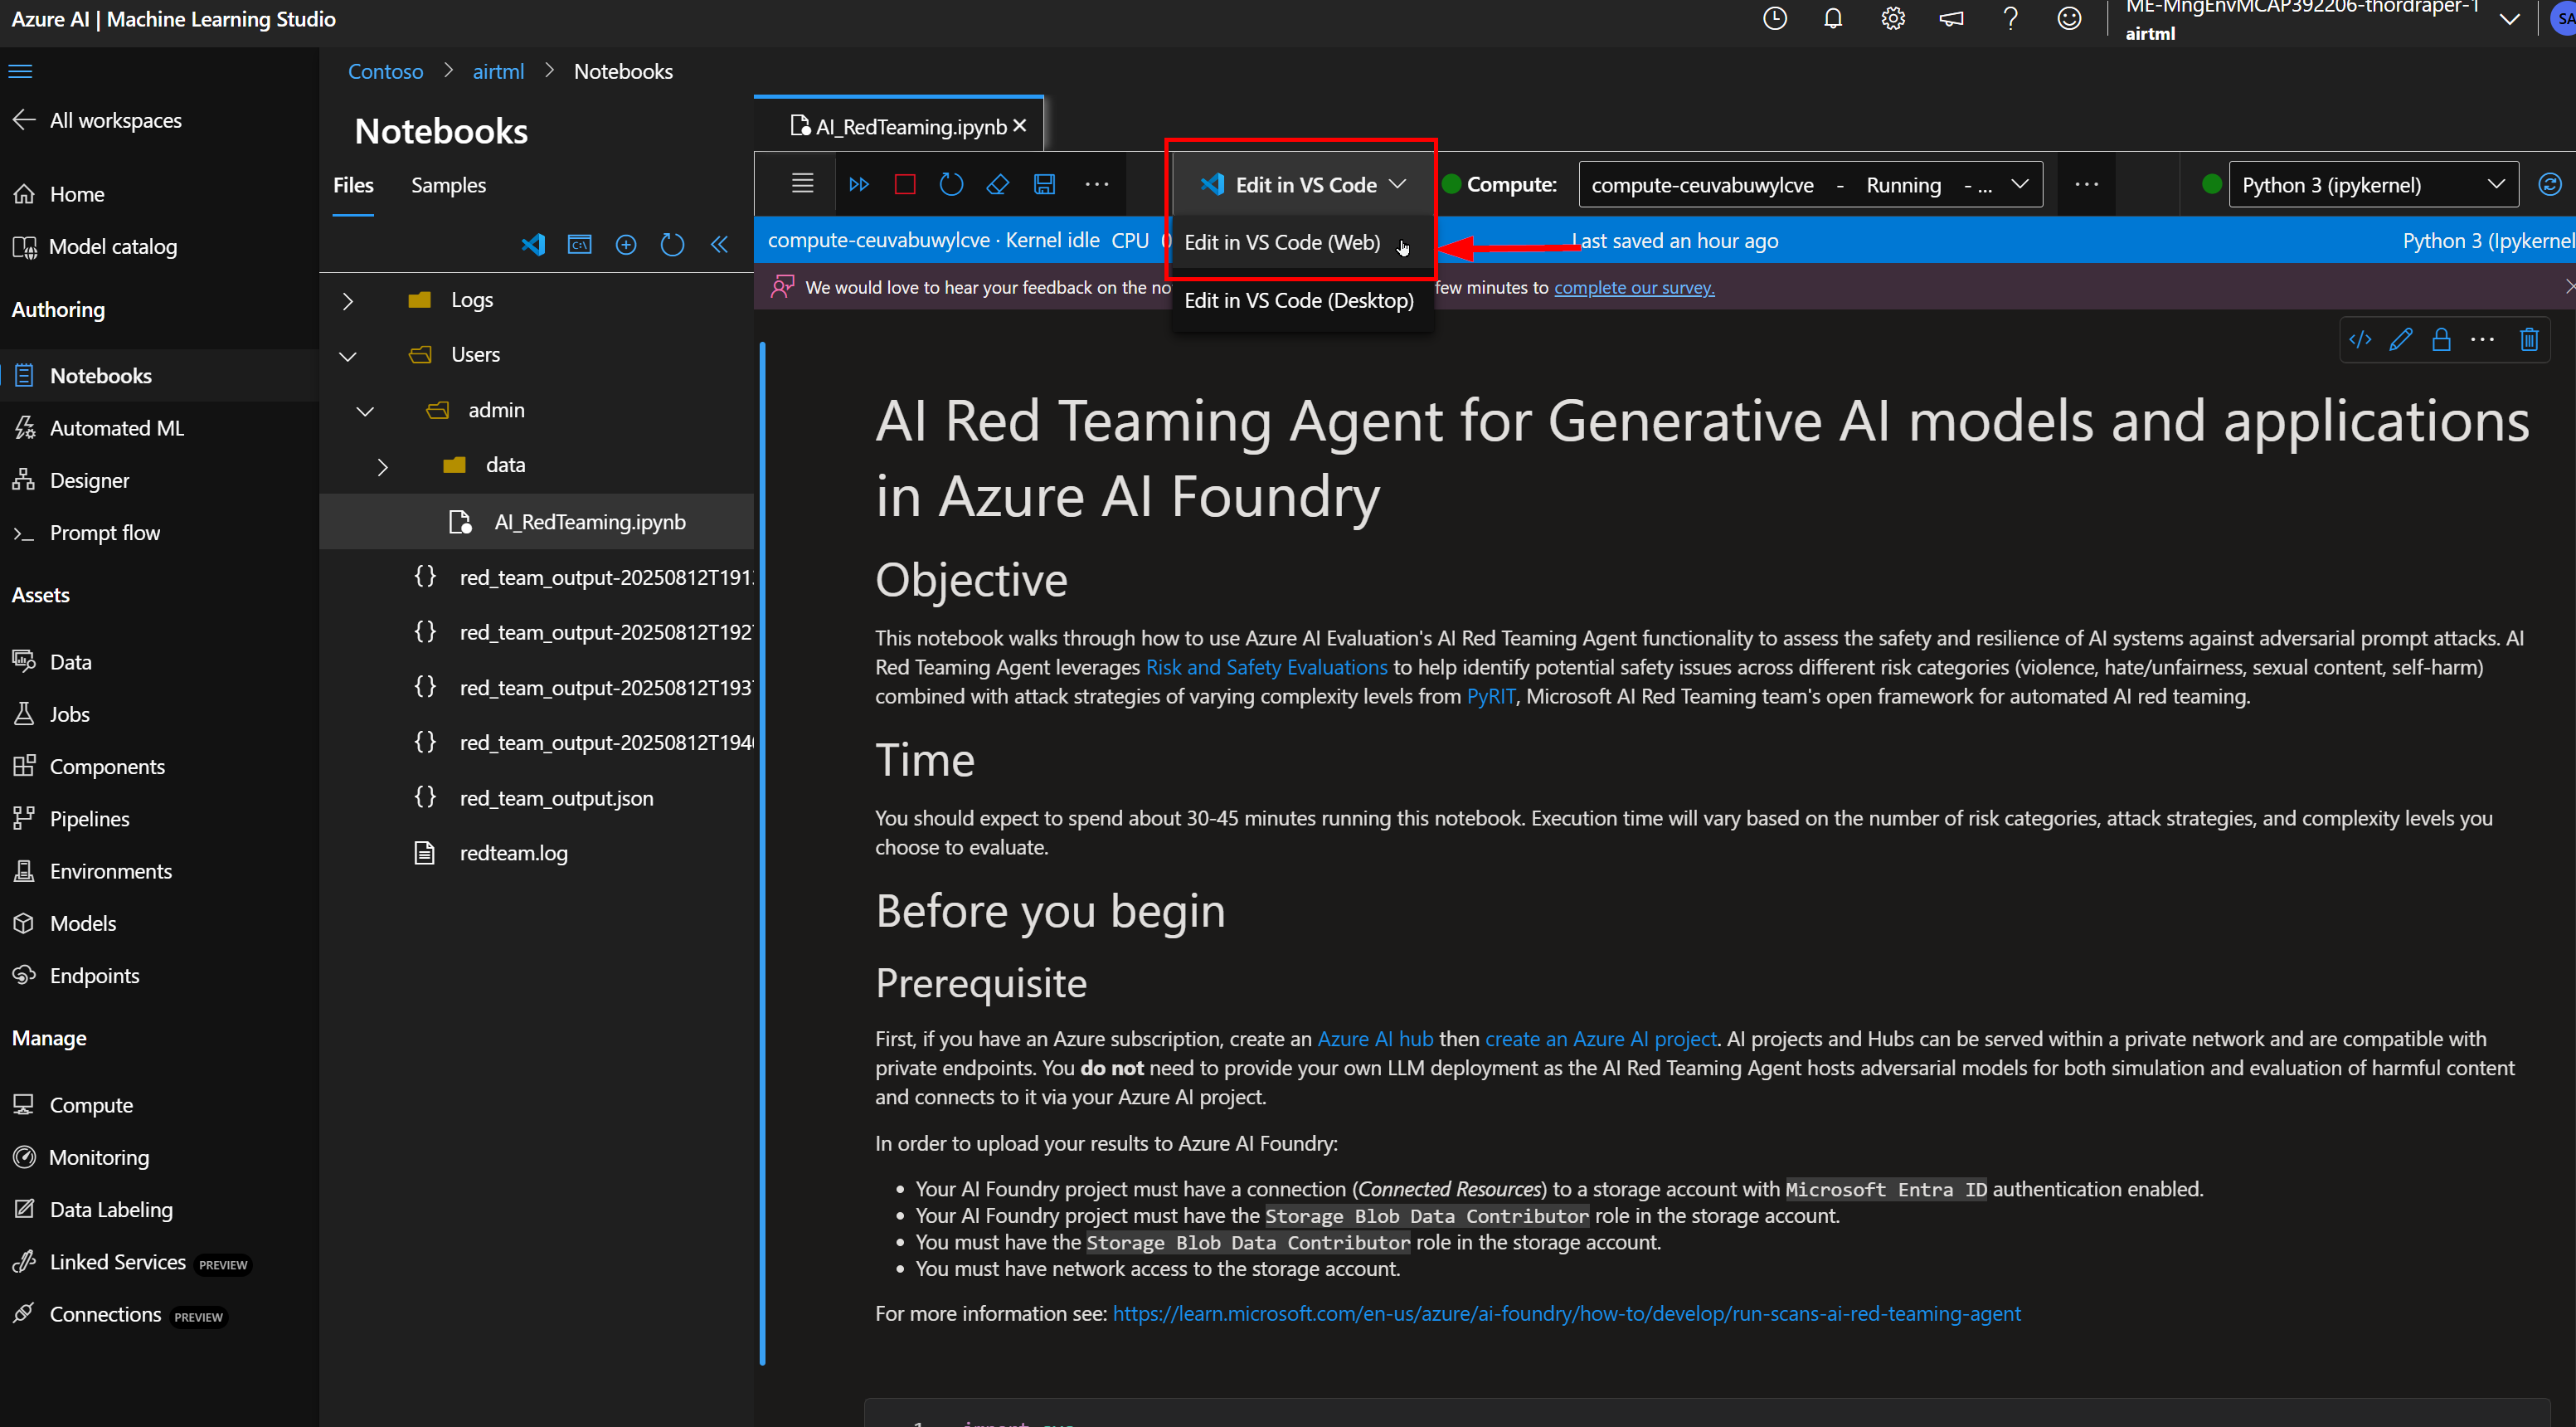 Azure AI | Machine Learning Studio
ME-MngEnvMCAP392206-thordraper-1
airtml
SA
All workspaces
Home
Model catalog
Authoring
Notebooks
Automated ML
Designer
Prompt flow
Assets
Data
Jobs
Components
Pipelines
Environments
Models
Endpoints
Manage
Compute
Monitoring
Data Labeling
Linked Services PREVIEW
Connections PREVIEW
Contoso > airtml > Notebooks
Notebooks
Files Samples
Logs
Users
admin
data
AI_RedTeaming.ipynb
{} red_team_output-20250812T191
{} red_team_output-20250812T192
{} red_team_output-20250812T193
{} red_team_output-20250812T194
{} red_team_output.json
redteam.log
AI_RedTeaming.ipynb
Edit in VS Code
Compute: compute-ceuvabuwylcve - Running - ...
Python 3 (ipykernel)
compute-ceuvabuwylcve · Kernel idle CPU
Edit in VS Code (Web)
Last saved an hour ago
Python 3 (Ipykernel
We would love to hear your feedback on the no
Edit in VS Code (Desktop)
few minutes to complete our survey.
AI Red Teaming Agent for Generative AI models and applications
in Azure AI Foundry
Objective
This notebook walks through how to use Azure AI Evaluation's AI Red Teaming Agent functionality to assess the safety and resilience of AI systems against adversarial prompt attacks. AI
Red Teaming Agent leverages Risk and Safety Evaluations to help identify potential safety issues across different risk categories (violence, hate/unfairness, sexual content, self-harm)
combined with attack strategies of varying complexity levels from PyRIT, Microsoft AI Red Teaming team's open framework for automated AI red teaming.
Time
You should expect to spend about 30-45 minutes running this notebook. Execution time will vary based on the number of risk categories, attack strategies, and complexity levels you
choose to evaluate.
Before you begin
Prerequisite
First, if you have an Azure subscription, create an Azure AI hub then create an Azure AI project. AI projects and Hubs can be served within a private network and are compatible with
private endpoints. You do not need to provide your own LLM deployment as the AI Red Teaming Agent hosts adversarial models for both simulation and evaluation of harmful content
and connects to it via your Azure AI project.
In order to upload your results to Azure AI Foundry:
• Your AI Foundry project must have a connection (Connected Resources) to a storage account with Microsoft Entra ID authentication enabled.
• Your AI Foundry project must have the Storage Blob Data Contributor role in the storage account.
• You must have the Storage Blob Data Contributor role in the storage account.
• You must have network access to the storage account.
For more information see: https://learn.microsoft.com/en-us/azure/ai-foundry/how-to/develop/run-scans-ai-red-teaming-agent